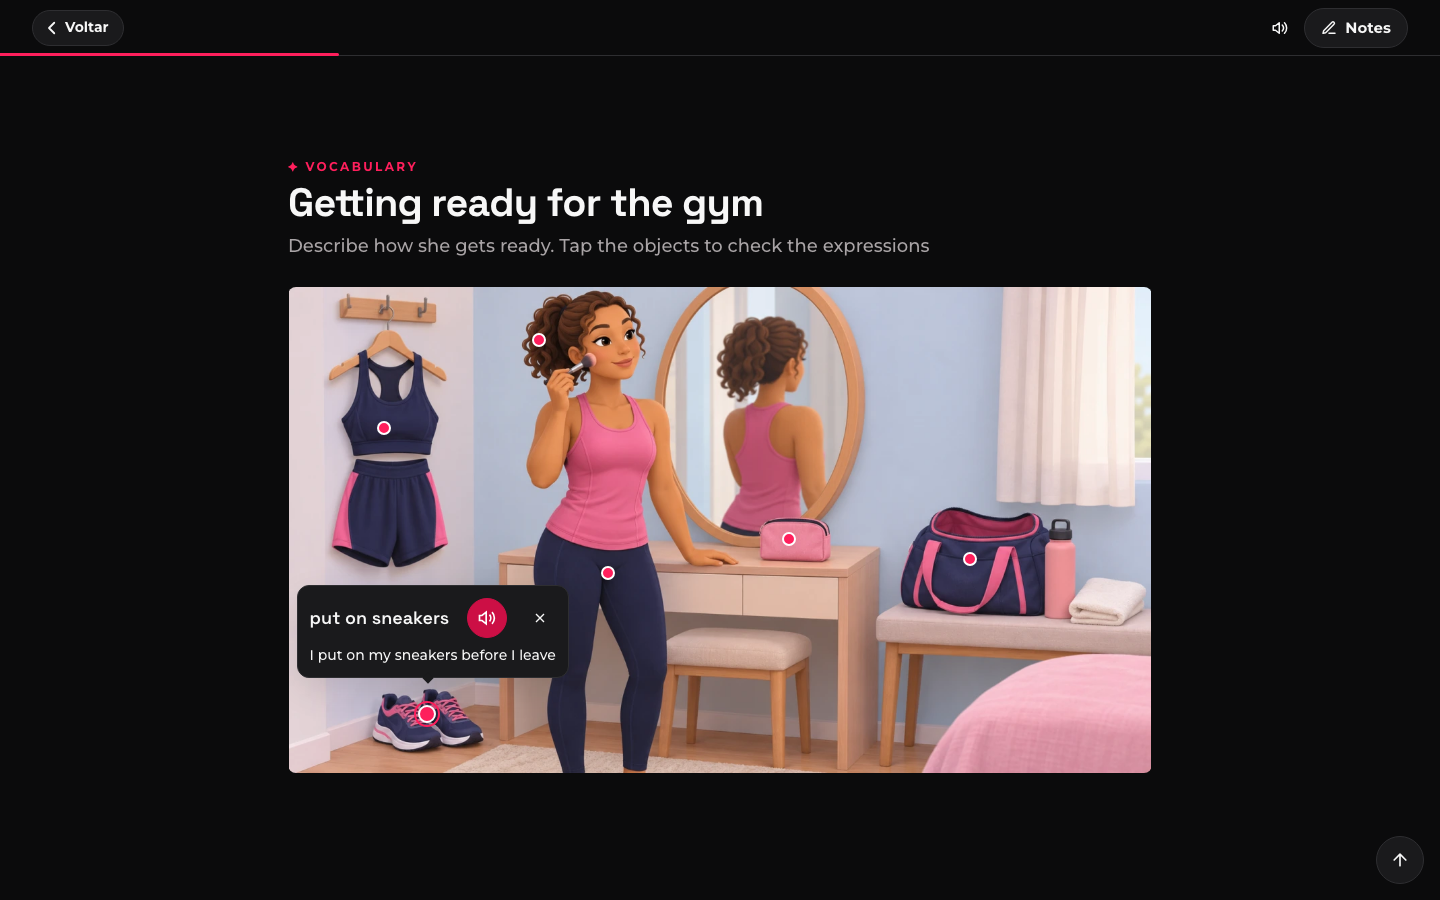 Voltar
Notes
VOCABULARY
Getting ready for the gym
Describe how she gets ready. Tap the objects to check the expressions
put on sneakers
I put on my sneakers before I leave